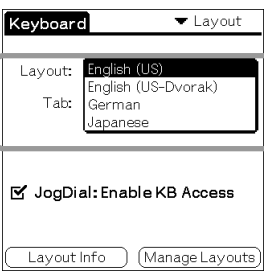 Keyboard Layout
Layout: English (US)
English (US-Dvorak)
Tab: German
Japanese
JogDial: Enable KB Access
Layout Info Manage Layouts